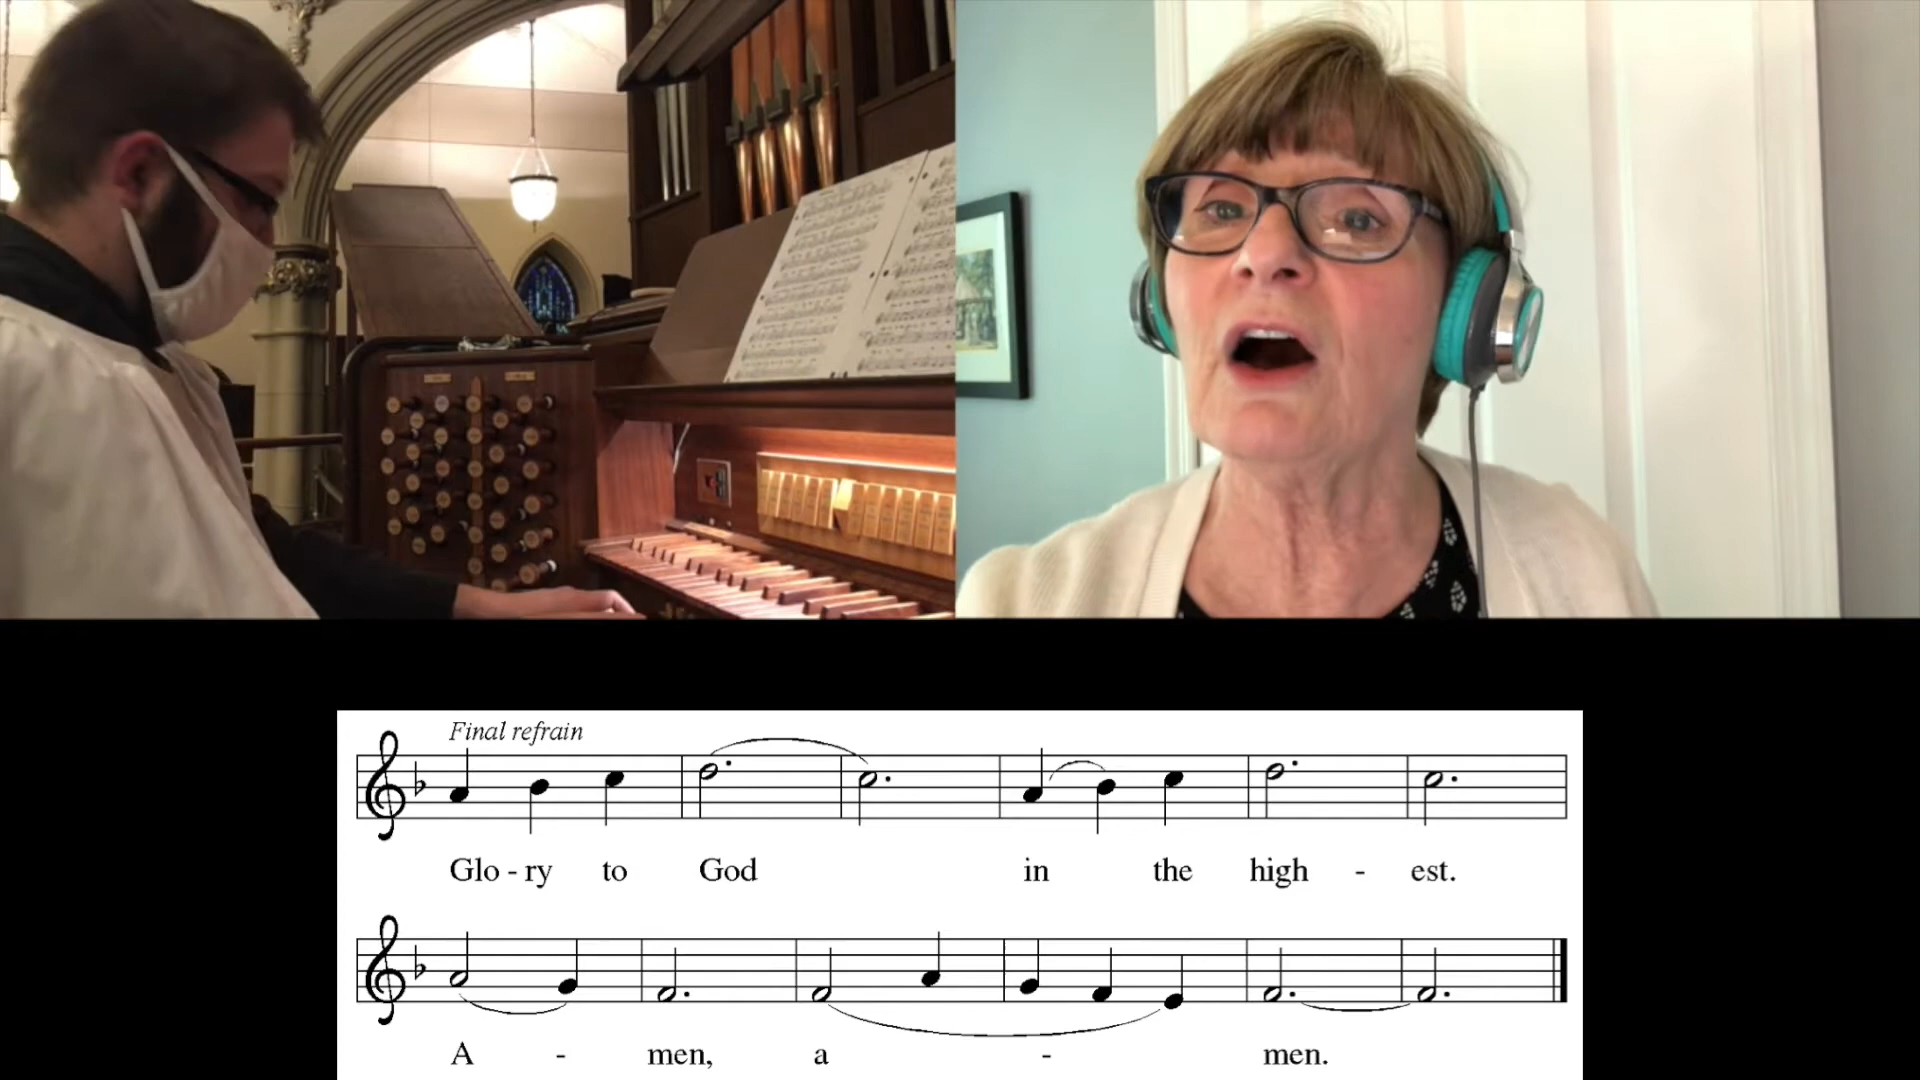 Final refrain
Glo - ry to God in the high - est.
A - men, a - men.